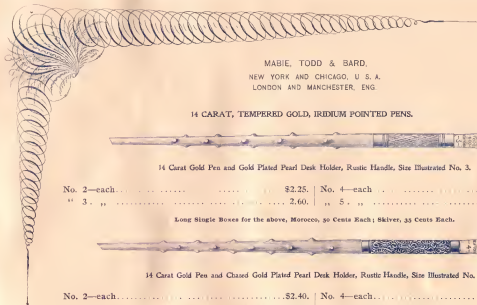 MABIE, TODD & BARD,
NEW YORK AND CHICAGO, U. S. A.
LONDON AND MANCHESTER, ENG
14 CARAT, TEMPERED GOLD, IRIDIUM POINTED PENS.
14 Carat Gold Pen and Gold Plated Pearl Desk Holder, Rustic Handle, Size Illustrated No. 3.
No. 2—each.................$2.25. | No. 4—each.................
" 3 . ,, .................2.60. | ,, 5 . ,, .................
Long Single Boxes for the above, Morocco, 50 Cents Each; Skiver, 33 Cents Each.
14 Carat Gold Pen and Chased Gold Plated Pearl Desk Holder, Rustic Handle, Size Illustrated No.
No. 2—each.................$2.40. | No. 4—each.................